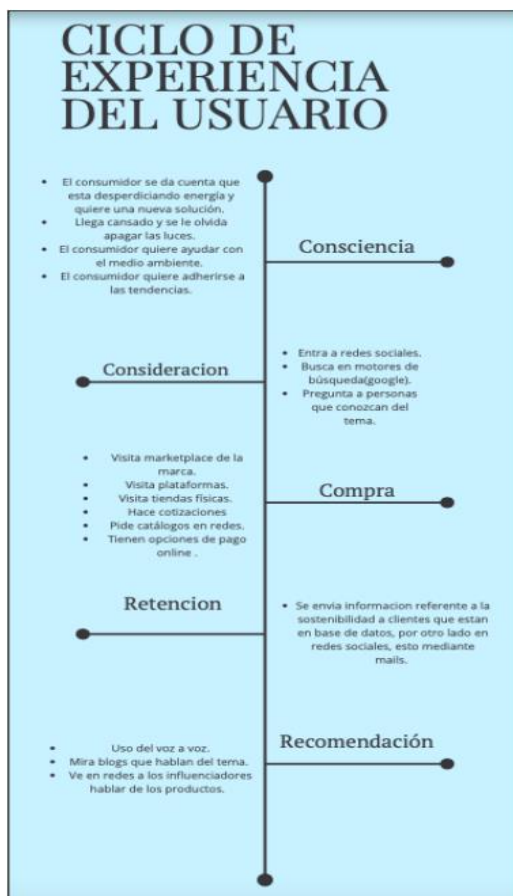 CICLO DE
EXPERIENCIA
DEL USUARIO
• El consumidor se da cuenta que
esta desperdiciando energía y
quiere una nueva solución.
• Llega cansado y se le olvida
apagar las luces.
• El consumidor quiere ayudar con
el medio ambiente.
• El consumidor quiere adherirse a
las tendencias.
Consciencia
Consideracion
• Entra a redes sociales.
• Busca en motores de
búsqueda(google).
• Pregunta a personas
que conozcan del
tema.
• Visita marketplace de la
marca.
• Visita plataformas.
• Visita tiendas físicas.
• Hace cotizaciones
• Pide catálogos en redes.
• Tienen opciones de pago
online .
Compra
Retencion
• Se envia informacion referente a la
sostenibilidad a clientes que estan
en base de datos, por otro lado en
redes sociales, esto mediante
mails.
• Uso del voz a voz.
• Mira blogs que hablan del tema.
• Ve en redes a los influenciadores
hablar de los productos.
Recomendación